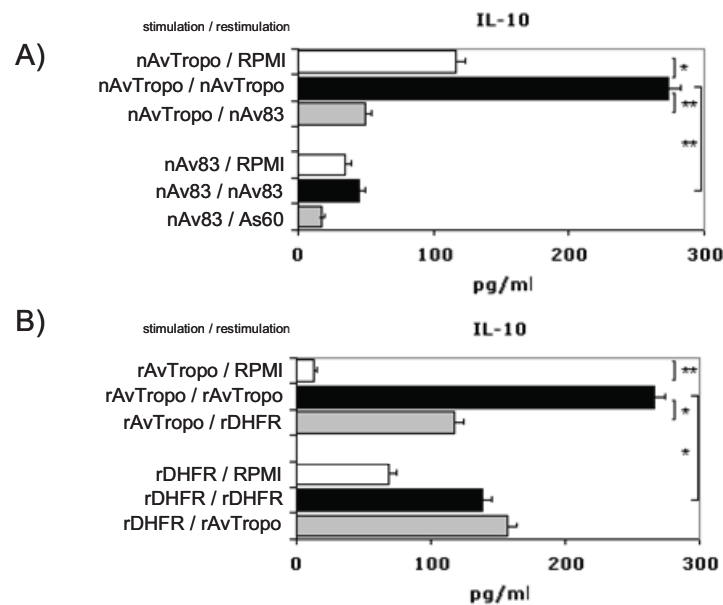 IL-10
stimulation / restimulation
A)
nAvTropo / RPMI
*
nAvTropo / nAvTropo
**
nAvTropo / nAv83
**
nAv83 / RPMI
nAv83 / nAv83
nAv83 / As60
0 100 200 300
pg/ml
B)
stimulation / restimulation IL-10
rAvTropo / RPMI
**
rAvTropo / rAvTropo
*
rAvTropo / rDHFR
*
rDHFR / RPMI
rDHFR / rDHFR
rDHFR / rAvTropo
0 100 200 300
pg/ml